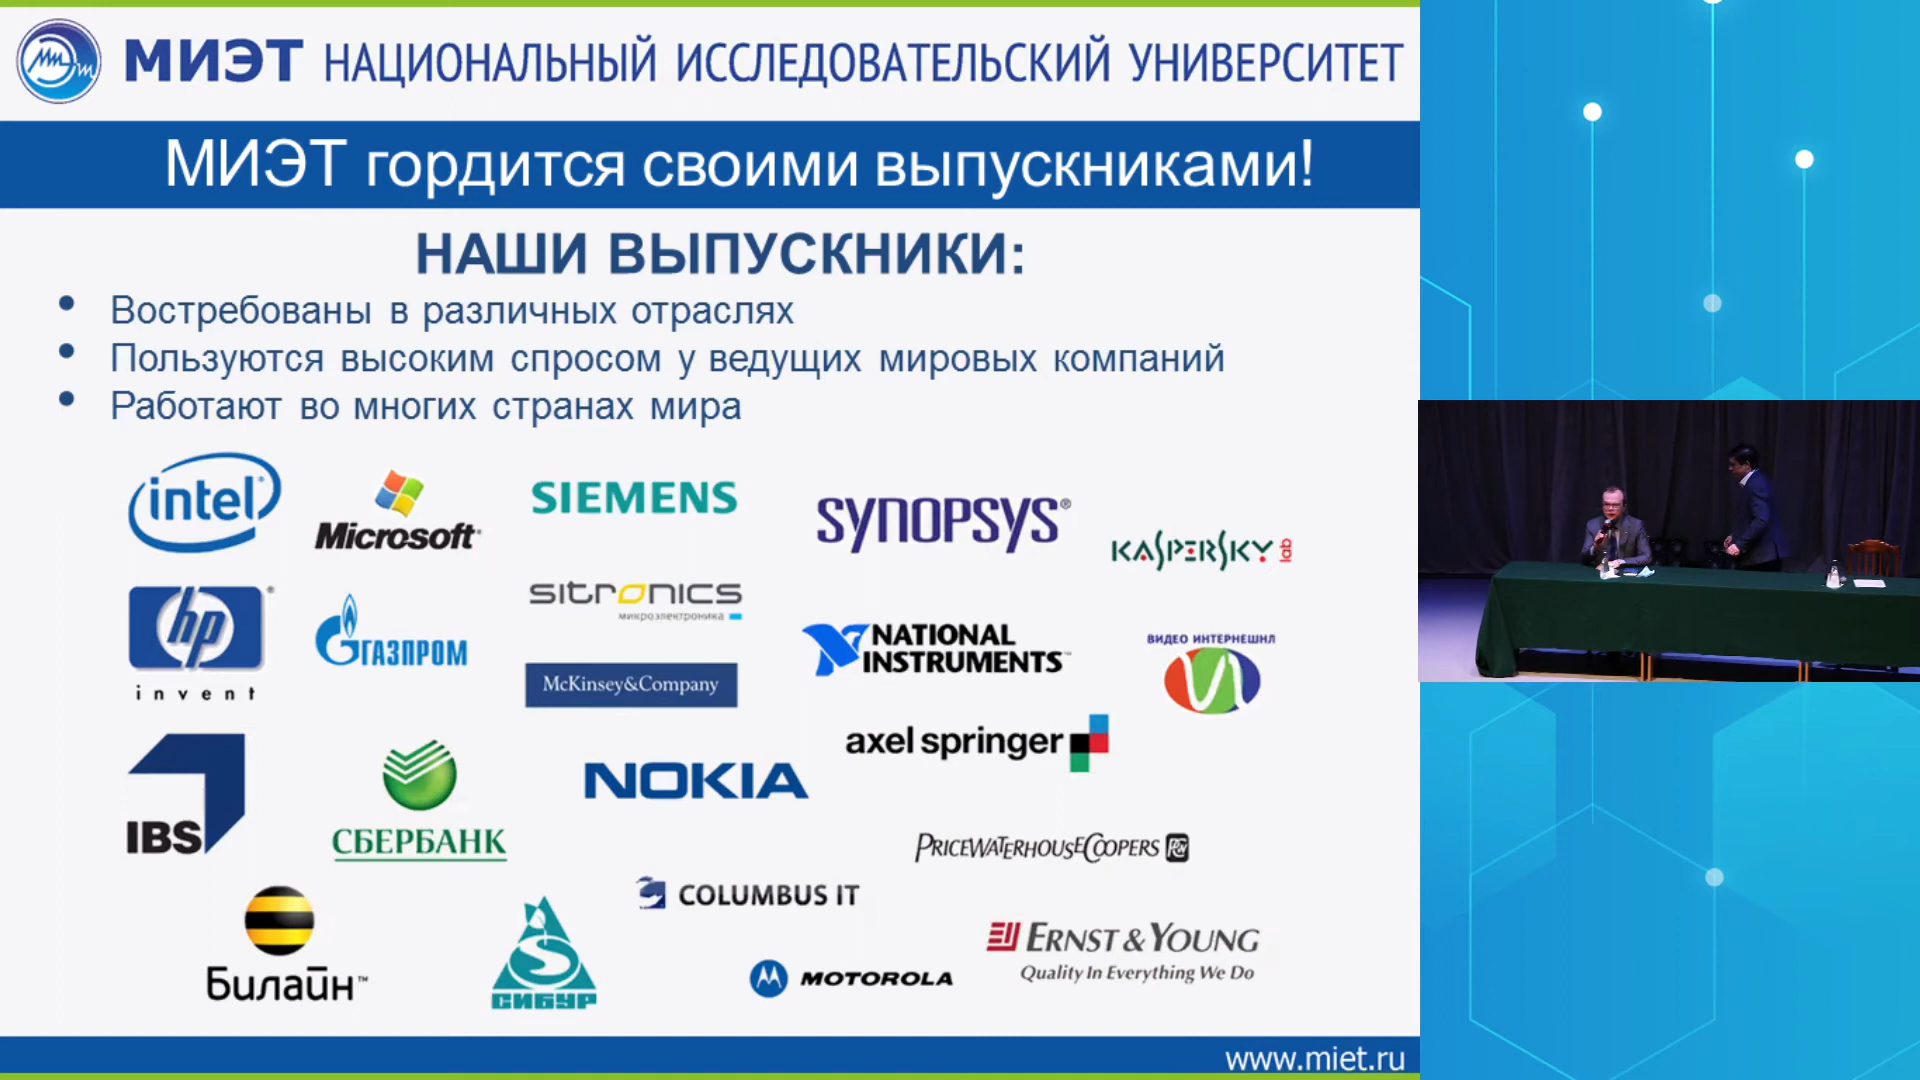 МИЭТ НАЦИОНАЛЬНЫЙ ИССЛЕДОВАТЕЛЬСКИЙ УНИВЕРСИТЕТ
МИЭТ гордится своими выпускниками!
НАШИ ВЫПУСКНИКИ:
• Востребованы в различных отраслях
• Пользуются высоким спросом у ведущих мировых компаний
• Работают во многих странах мира
intel
Microsoft
SIEMENS
SYNOPSYS®
KASPERSKY lab
hp
invent
ГАЗПРОМ
sitronics
микроэлектроника
McKinsey&Company
NATIONAL
INSTRUMENTS™
ВИДЕО ИНТЕРНЕШНЛ
IBS
СБЕРБАНК
NOKIA
axel springer
PRICEWATERHOUSECOOPERS PwC
Билайн™
СИБУР
COLUMBUS IT
MOTOROLA
ERNST & YOUNG
Quality In Everything We Do
www.miet.ru